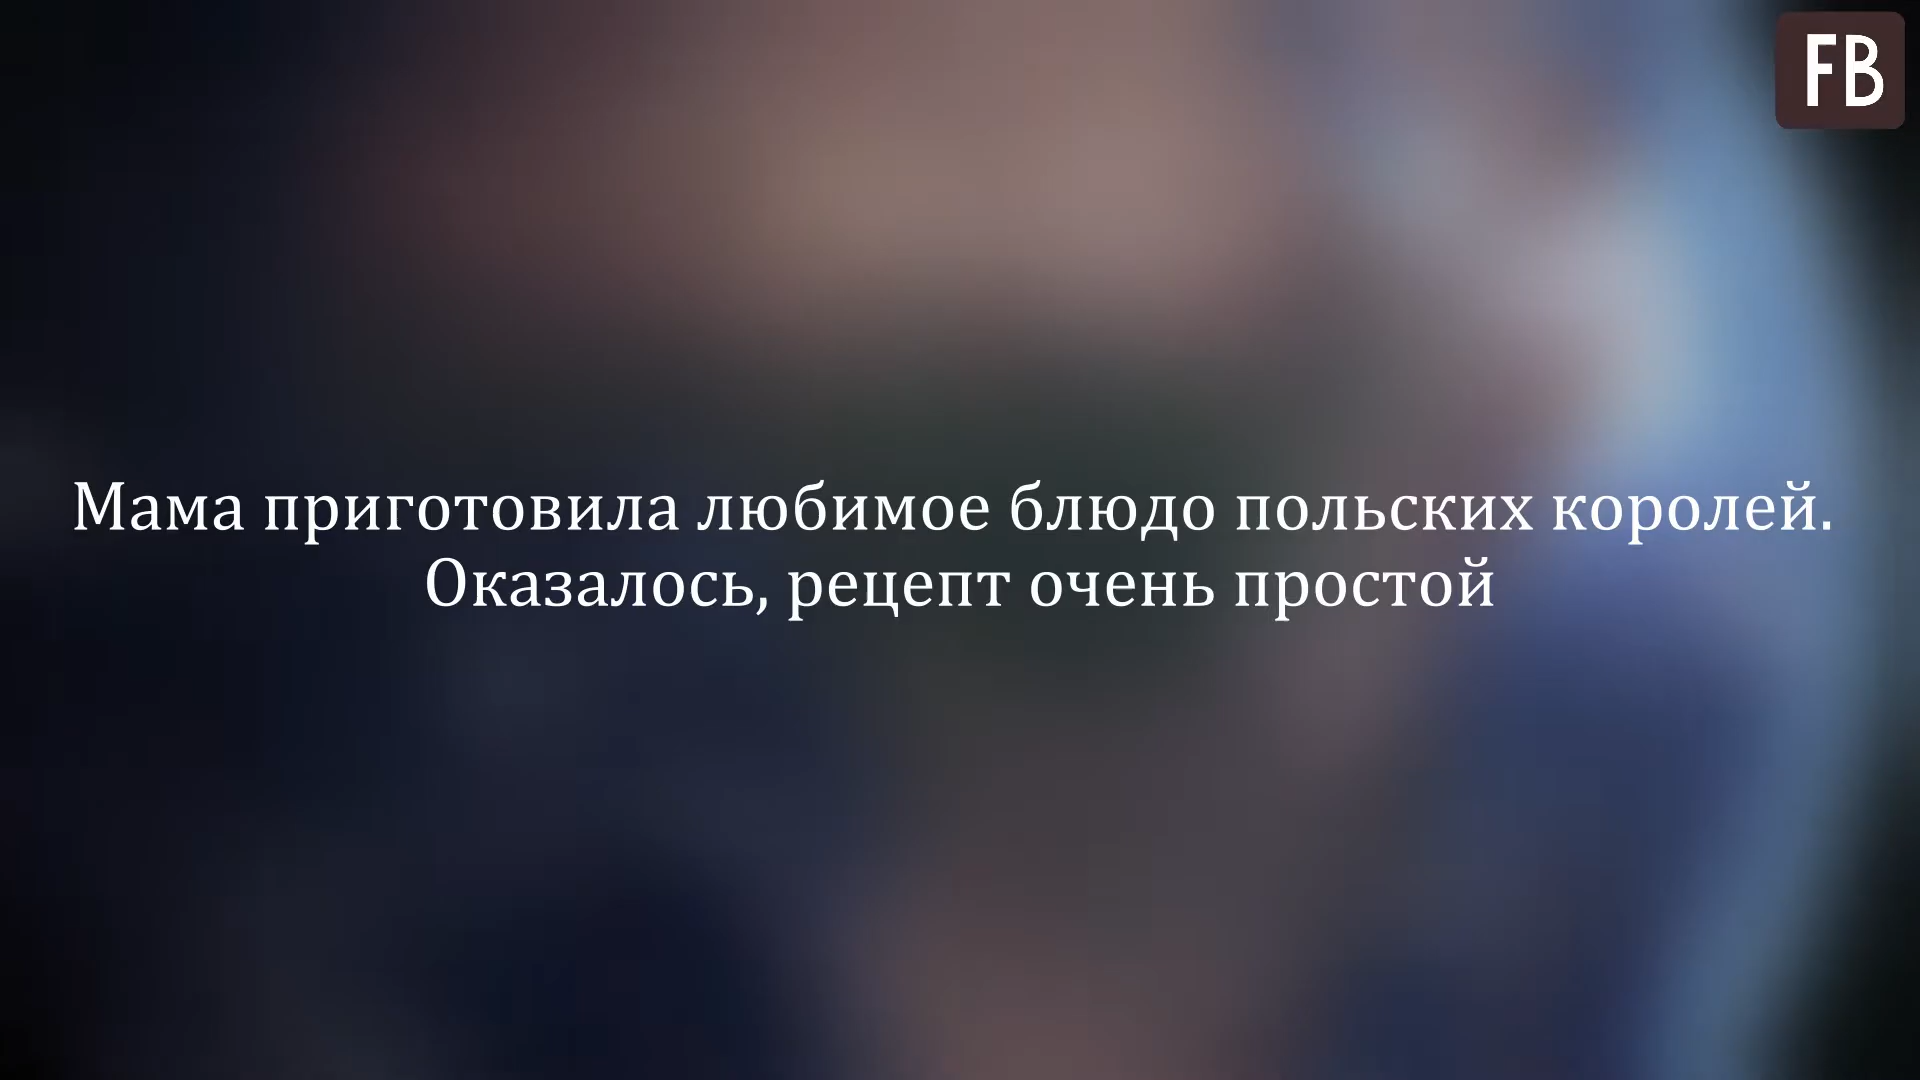 FB
Мама приготовила любимое блюдо польских королей.
Оказалось, рецепт очень простой